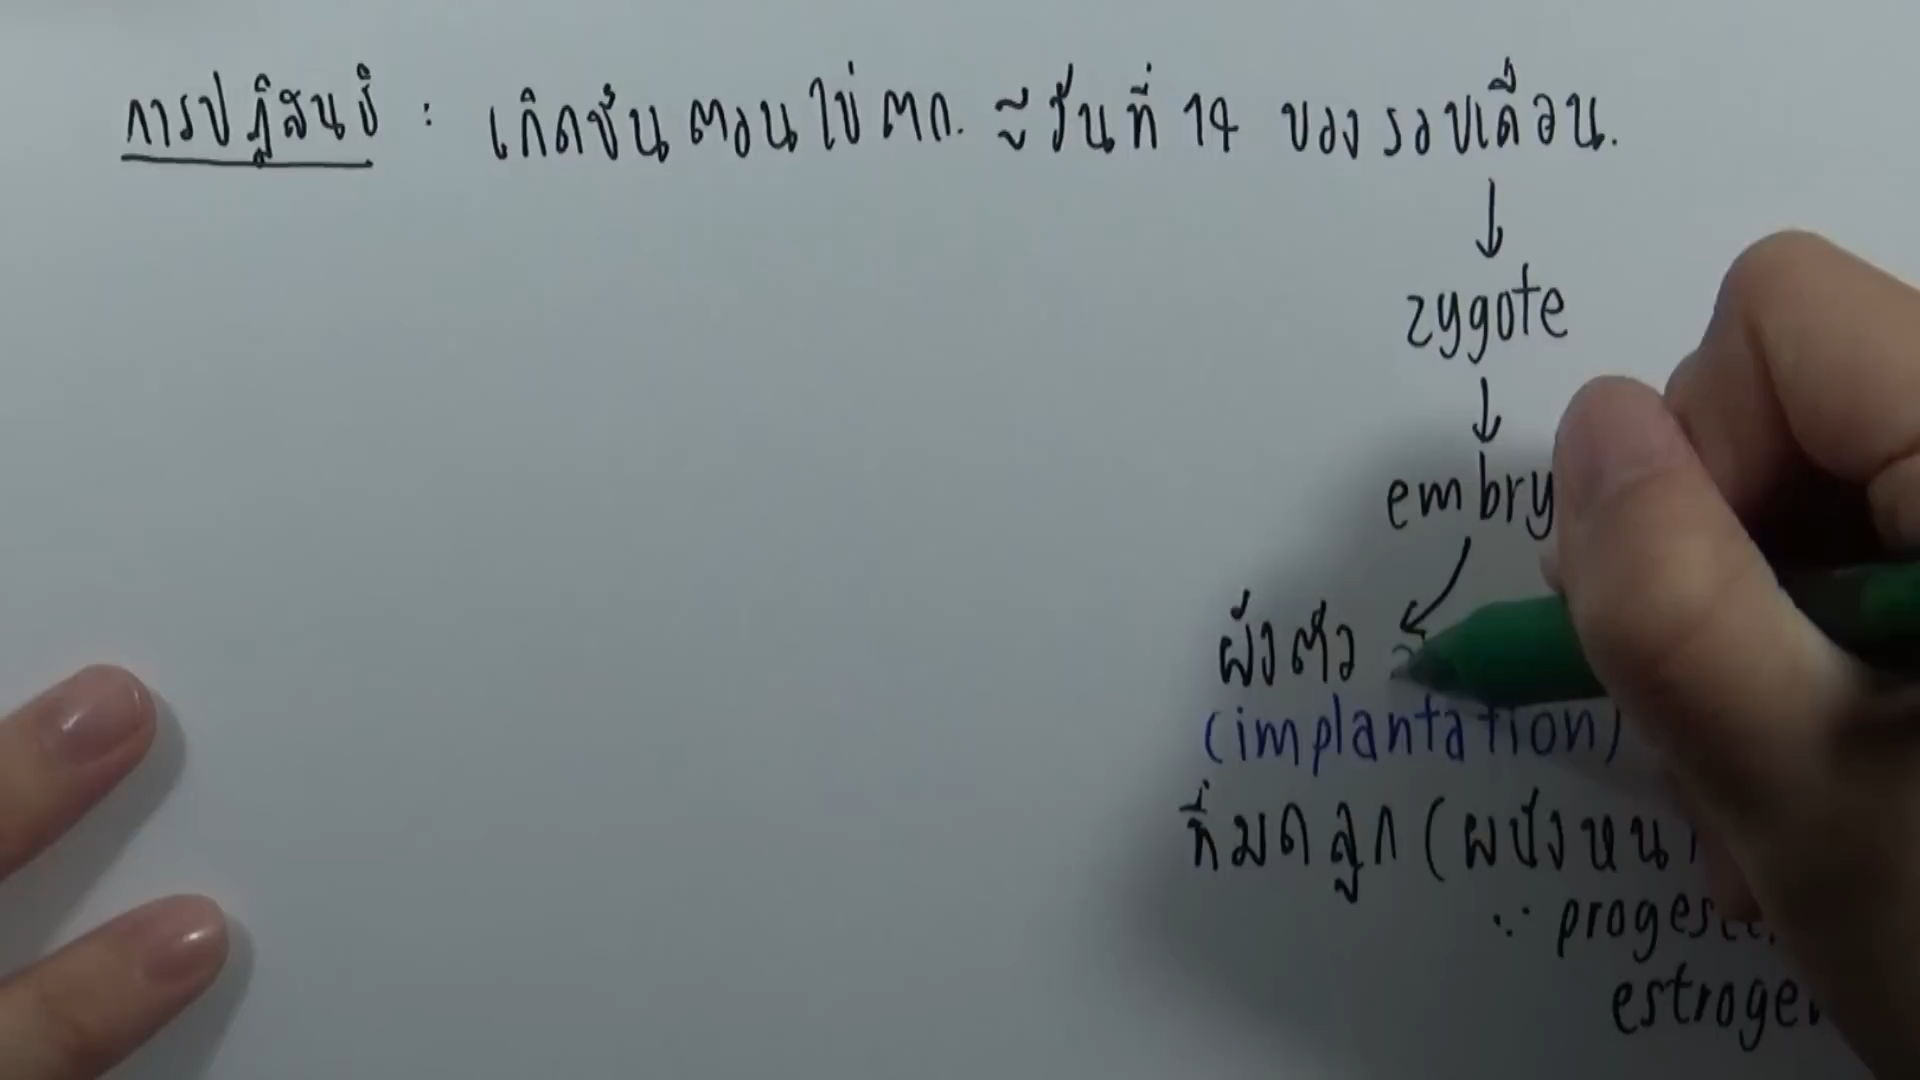 การปฏิสนธิ : เกิดขึ้นตอนไข่ตก. ~ วันที่ 14 ของรอบเดือน.
↓
zygote
↓
embry
ฝังตัว
(implantation)
ที่มดลูก (ผนังหนา
∵ proges
estroge